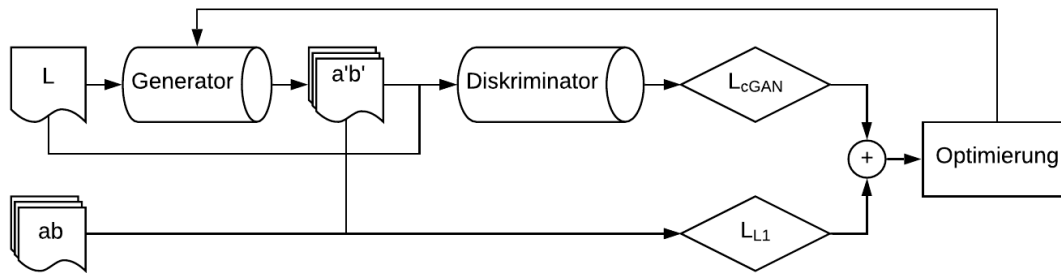 L
Generator
a'b'
Diskriminator
LcGAN
+
Optimierung
ab
LL1